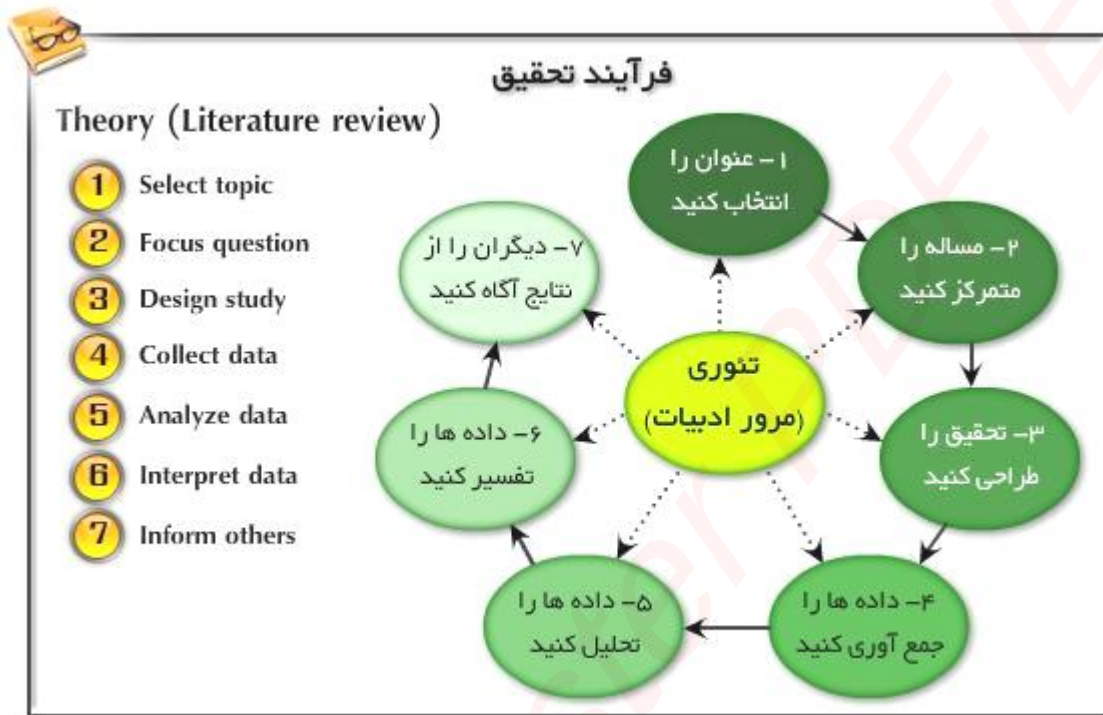 فرآیند تحقیق
Theory (Literature review)
1 Select topic
2 Focus question
3 Design study
4 Collect data
5 Analyze data
6 Interpret data
7 Inform others
۱- عنوان را
انتخاب کنید
۲- مساله را
متمرکز کنید
۳- تحقیق را
طراحی کنید
۴- داده ها را
جمع آوری کنید
۵- داده ها را
تحلیل کنید
۶- داده ها را
تفسیر کنید
۷- دیگران را از
نتایج آگاه کنید
تئوری
(مرور ادبیات)